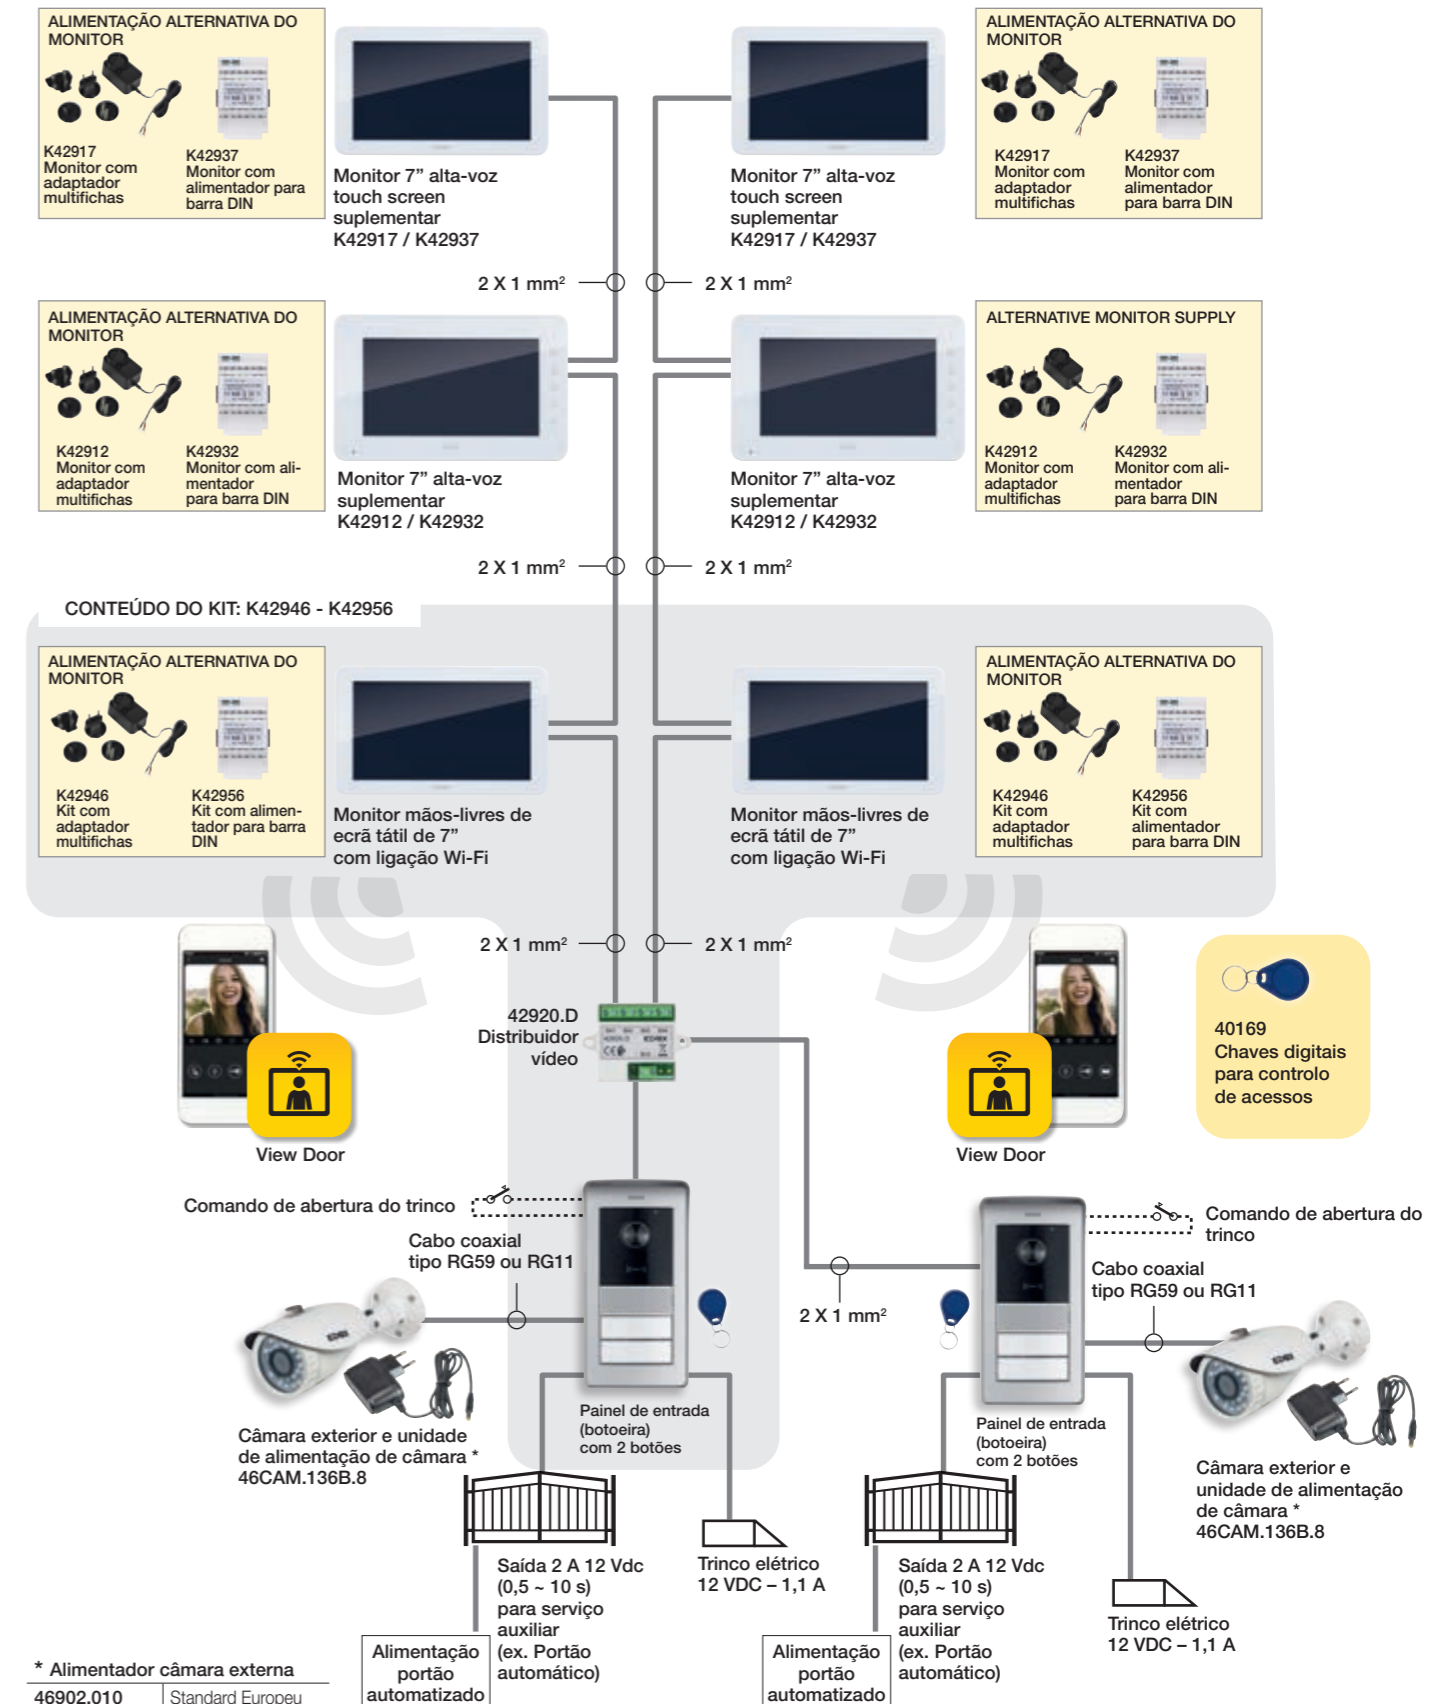 ALIMENTAÇÃO ALTERNATIVA DO
MONITOR
K42917
Monitor com
adaptador
multifichas
K42937
Monitor com
alimentador para
barra DIN
Monitor 7” alta-voz
touch screen
suplementar
K42917 / K42937
Monitor 7” alta-voz
touch screen
suplementar
K42917 / K42937
ALIMENTAÇÃO ALTERNATIVA DO
MONITOR
K42917
Monitor com
adaptador
multifichas
K42937
Monitor com
alimentador
para barra DIN
2 X 1 mm²
2 X 1 mm²
ALIMENTAÇÃO ALTERNATIVA DO
MONITOR
K42912
Monitor com
adaptador
multifichas
K42932
Monitor com ali-
mentador
para barra DIN
Monitor 7” alta-voz
suplementar
K42912 / K42932
Monitor 7” alta-voz
suplementar
K42912 / K42932
ALTERNATIVE MONITOR SUPPLY
K42912
Monitor com
adaptador
multifichas
K42932
Monitor com ali-
mentador
para barra DIN
2 X 1 mm²
2 X 1 mm²
CONTEÚDO DO KIT: K42946 - K42956
ALIMENTAÇÃO ALTERNATIVA DO
MONITOR
K42946
Kit com
adaptador
multifichas
K42956
Kit com alimen-
tador para barra
DIN
Monitor mãos-livres de
ecrã tátil de 7”
com ligação Wi-Fi
Monitor mãos-livres de
ecrã tátil de 7”
com ligação Wi-Fi
ALIMENTAÇÃO ALTERNATIVA DO
MONITOR
K42946
Kit com
adaptador
multifichas
K42956
Kit com
alimentador
para barra DIN
2 X 1 mm²
2 X 1 mm²
42920.D
Distribuidor
vídeo
View Door
View Door
40169
Chaves digitais
para controlo
de acessos
Comando de abertura do trinco
Cabo coaxial
tipo RG59 ou RG11
Comando de abertura do
trinco
Cabo coaxial
tipo RG59 ou RG11
2 X 1 mm²
Câmara exterior e unidade
de alimentação de câmara *
46CAM.136B.8
Painel de entrada
(botoeira)
com 2 botões
Painel de entrada
(botoeira)
com 2 botões
Câmara exterior e
unidade de alimentação
de câmara *
46CAM.136B.8
Saída 2 A 12 Vdc
(0,5 ~ 10 s)
para serviço
auxiliar
(ex. Portão
automático)
Trinco elétrico
12 VDC – 1,1 A
Saída 2 A 12 Vdc
(0,5 ~ 10 s)
para serviço
auxiliar
(ex. Portão
automático)
Trinco elétrico
12 VDC – 1,1 A
Alimentação
portão
automatizado
Alimentação
portão
automatizado
* Alimentador câmara externa
46902.010 Standard Europeu